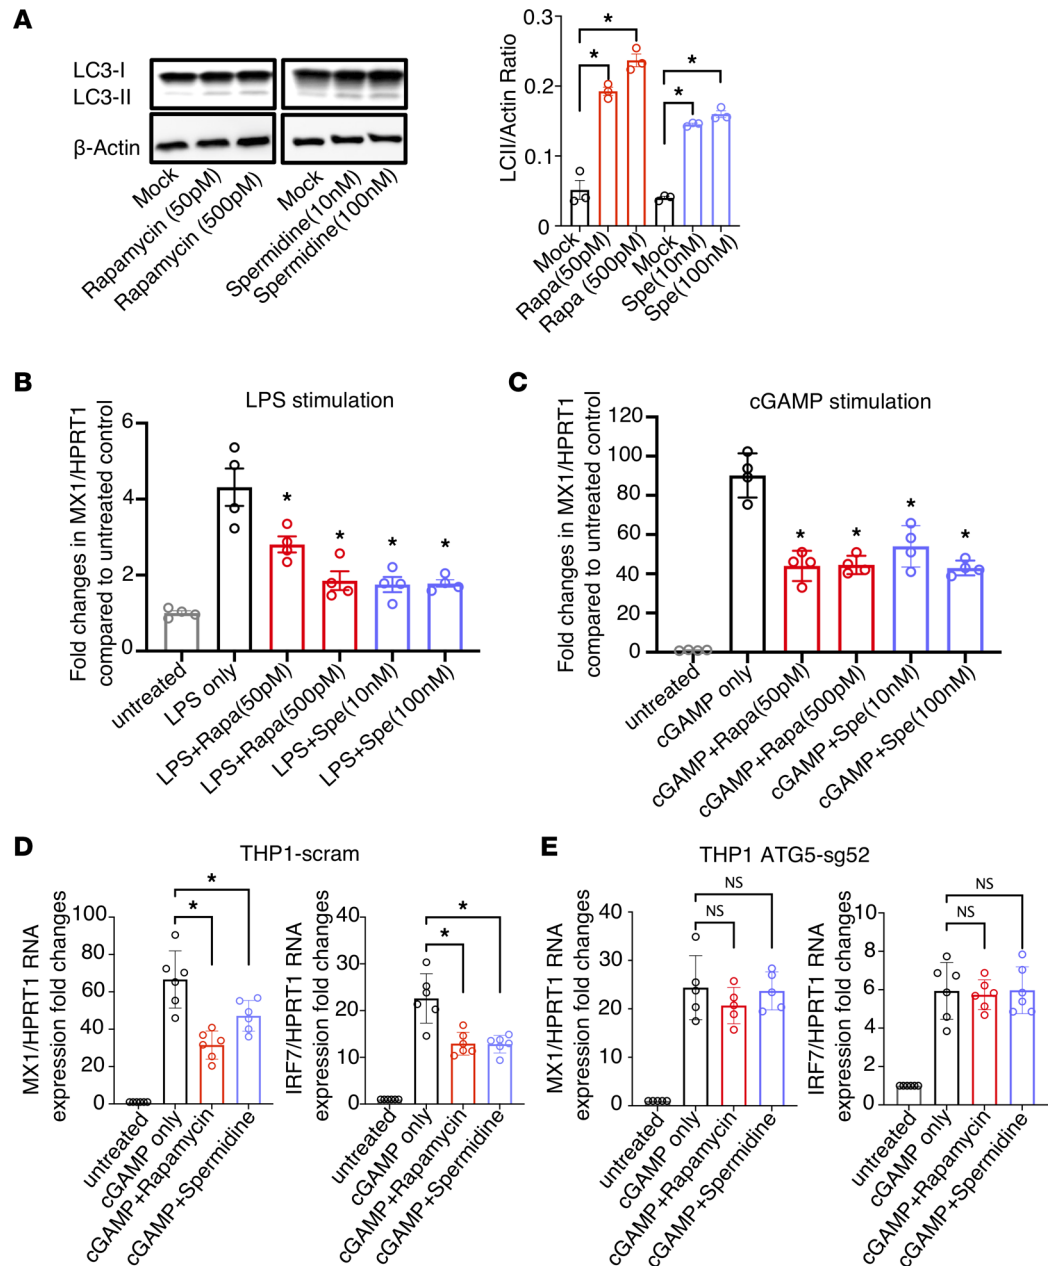 A
LC3-I
LC3-II
β-Actin
Mock
Rapamycin (50pM)
Rapamycin (500pM)
Mock
Spermidine(10nM)
Spermidine(100nM)
LCII/Actin Ratio
0.3
0.2
0.1
0
*
*
*
*
Mock
Rapa(50pM)
Rapa (500pM)
Mock
Spe(10nM)
Spe(100nM)
B
LPS stimulation
Fold changes in MX1/HPRT1
compared to untreated control
6
4
2
0
*
*
*
*
untreated
LPS only
LPS+Rapa(50pM)
LPS+Rapa(500pM)
LPS+Spe(10nM)
LPS+Spe(100nM)
C
cGAMP stimulation
Fold changes in MX1/HPRT1
compared to untreated control
120
100
80
60
40
20
0
*
*
*
*
untreated
cGAMP only
cGAMP+Rapa(50pM)
cGAMP+Rapa(500pM)
cGAMP+Spe(10nM)
cGAMP+Spe(100nM)
D
THP1-scram
MX1/HPRT1 RNA
expression fold changes
100
80
60
40
20
0
*
*
untreated
cGAMP only
cGAMP+Rapamycin
cGAMP+Spermidine
IRF7/HPRT1 RNA
expression fold changes
40
30
20
10
0
*
*
untreated
cGAMP only
cGAMP+Rapamycin
cGAMP+Spermidine
E
THP1 ATG5-sg52
MX1/HPRT1 RNA
expression fold changes
40
30
20
10
0
NS
NS
untreated
cGAMP only
cGAMP+Rapamycin
cGAMP+Spermidine
IRF7/HPRT1 RNA
expression fold changes
10
8
6
4
2
0
NS
NS
untreated
cGAMP only
cGAMP+Rapamycin
cGAMP+Spermidine